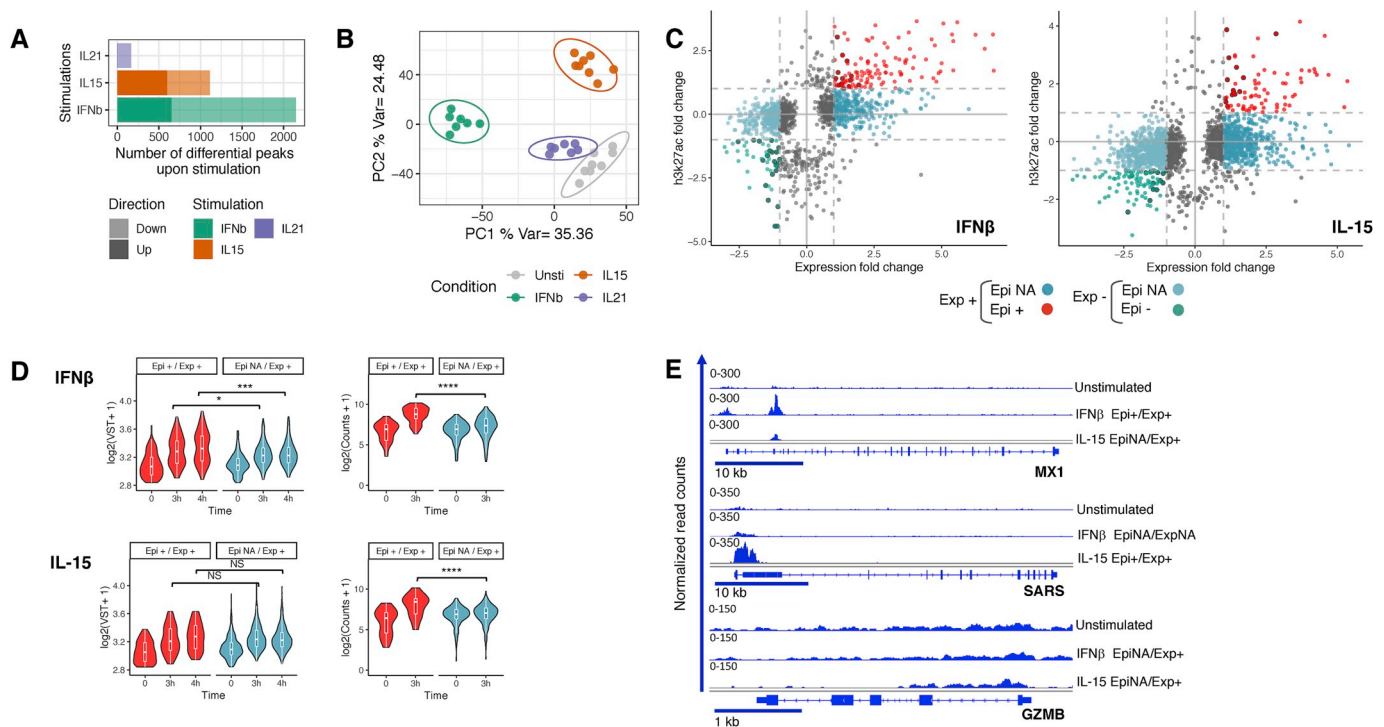 A
Stimulations
IL21
IL15
IFNb
0 500 1000 1500 2000
Number of differential peaks
upon stimulation
Direction
Down
Up
Stimulation
IFNb
IL21
IL15
B
PC2 % Var= 24.48
40
0
−40
−50 0 50
PC1 % Var= 35.36
Condition
Unsti
IL15
IFNb
IL21
C
h3k27ac fold change
2.5
0.0
−2.5
−5.0
−2.5 0.0 2.5 5.0
Expression fold change
IFNβ
h3k27ac fold change
4
2
0
−2
−2.5 0.0 2.5 5.0
Expression fold change
IL-15
Exp +
Epi NA
Epi +
Exp -
Epi NA
Epi -
D
IFNβ
Epi + / Exp +
Epi NA / Exp +
***
*
log2(VST+ 1)
4.0
3.6
3.2
2.8
0 3h 4h 0 3h 4h
Time
Epi + / Exp +
Epi NA / Exp +
****
log2(Counts + 1)
10
5
0
0 3h 0 3h
Time
IL-15
Epi + / Exp +
Epi NA / Exp +
NS
NS
log2(VST+ 1)
4.0
3.6
3.2
2.8
0 3h 4h 0 3h 4h
Time
Epi + / Exp +
Epi NA / Exp +
****
log2(Counts + 1)
10
5
0
0 3h 0 3h
Time
E
Normalized read counts
0-300
Unstimulated
0-300
IFNβ Epi+/Exp+
0-300
IL-15 EpiNA/Exp+
10 kb
MX1
0-350
Unstimulated
0-350
IFNβ EpiNA/ExpNA
0-350
IL-15 Epi+/Exp+
10 kb
SARS
0-150
Unstimulated
0-150
IFNβ EpiNA/Exp+
0-150
IL-15 EpiNA/Exp+
1 kb
GZMB